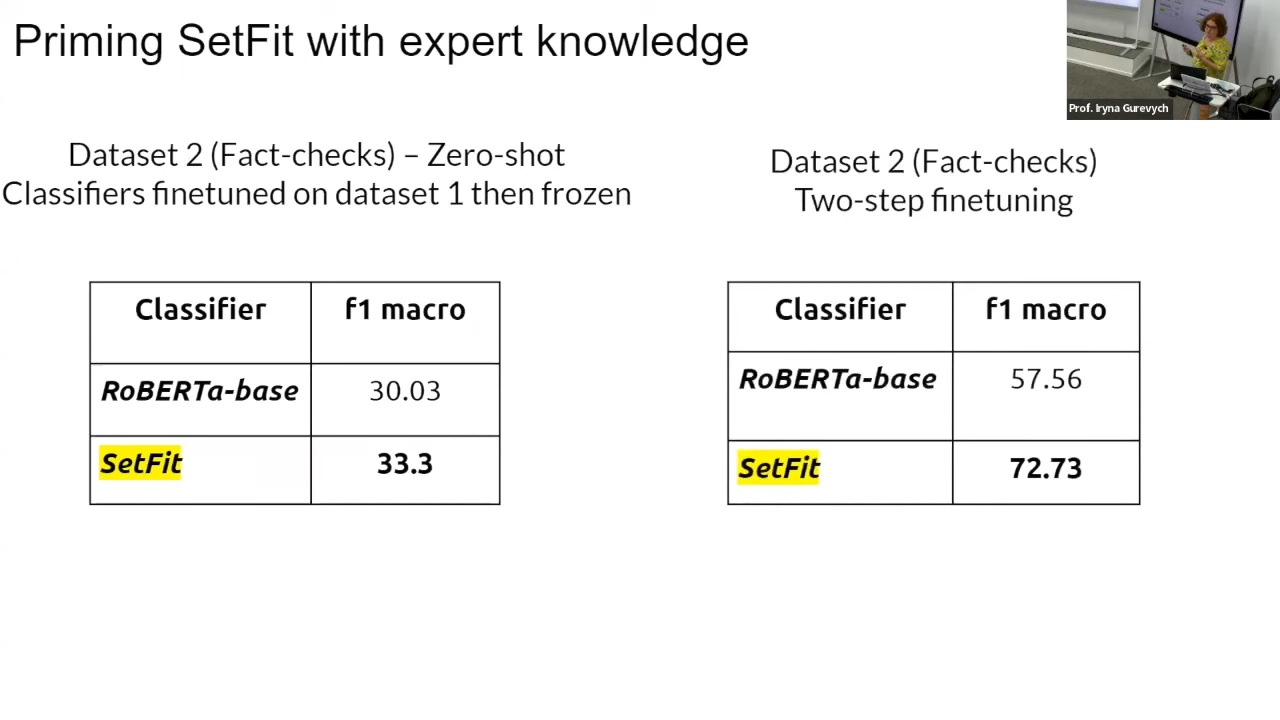 Priming SetFit with expert knowledge
Prof. Iryna Gurevych
Dataset 2 (Fact-checks) – Zero-shot
Classifiers finetuned on dataset 1 then frozen
Classifier f1 macro
RoBERTa-base 30.03
SetFit 33.3
Dataset 2 (Fact-checks)
Two-step finetuning
Classifier f1 macro
RoBERTa-base 57.56
SetFit 72.73